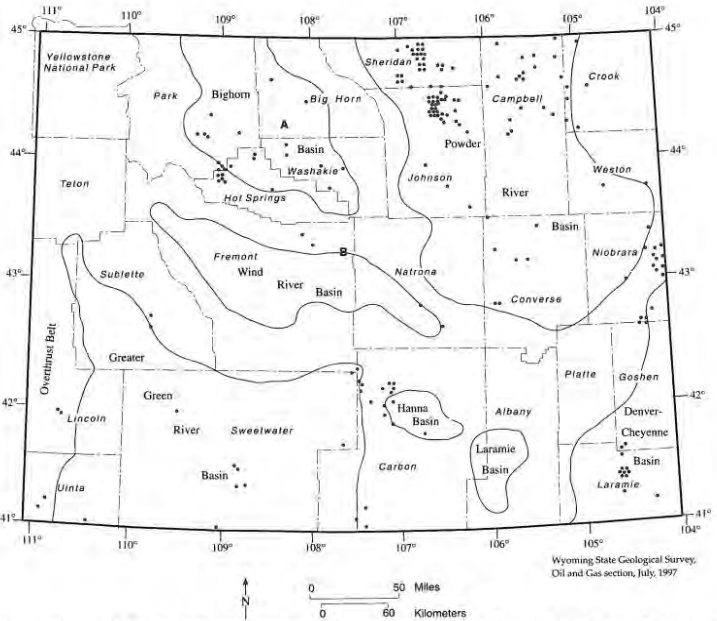 111° 110° 109° 108° 107° 106° 105° 104°
45° 45°
Yellowstone
National Park
Park
Bighorn
Big Horn
Sheridan
Campbell
Crook
A
Basin
Washakie
Powder
44° 44°
Johnson
Weston
Teton
Hot Springs
River
Basin
B
Fremont
Wind
River
Basin
Natrona
Niobrara
43° 43°
Sublette
Converse
Overthrust Belt
Greater
Platte
Goshen
42° 42°
Green
Hanna
Basin
Albany
Denver-
Cheyenne
Lincoln
River
Sweetwater
Laramie
Basin
Basin
Basin
Carbon
Laramie
Uinta
41° 41°
111° 110° 109° 108° 107° 106° 105° 104°
Wyoming State Geological Survey,
Oil and Gas section, July, 1997
0 50 Miles
0 60 Kilometers
N